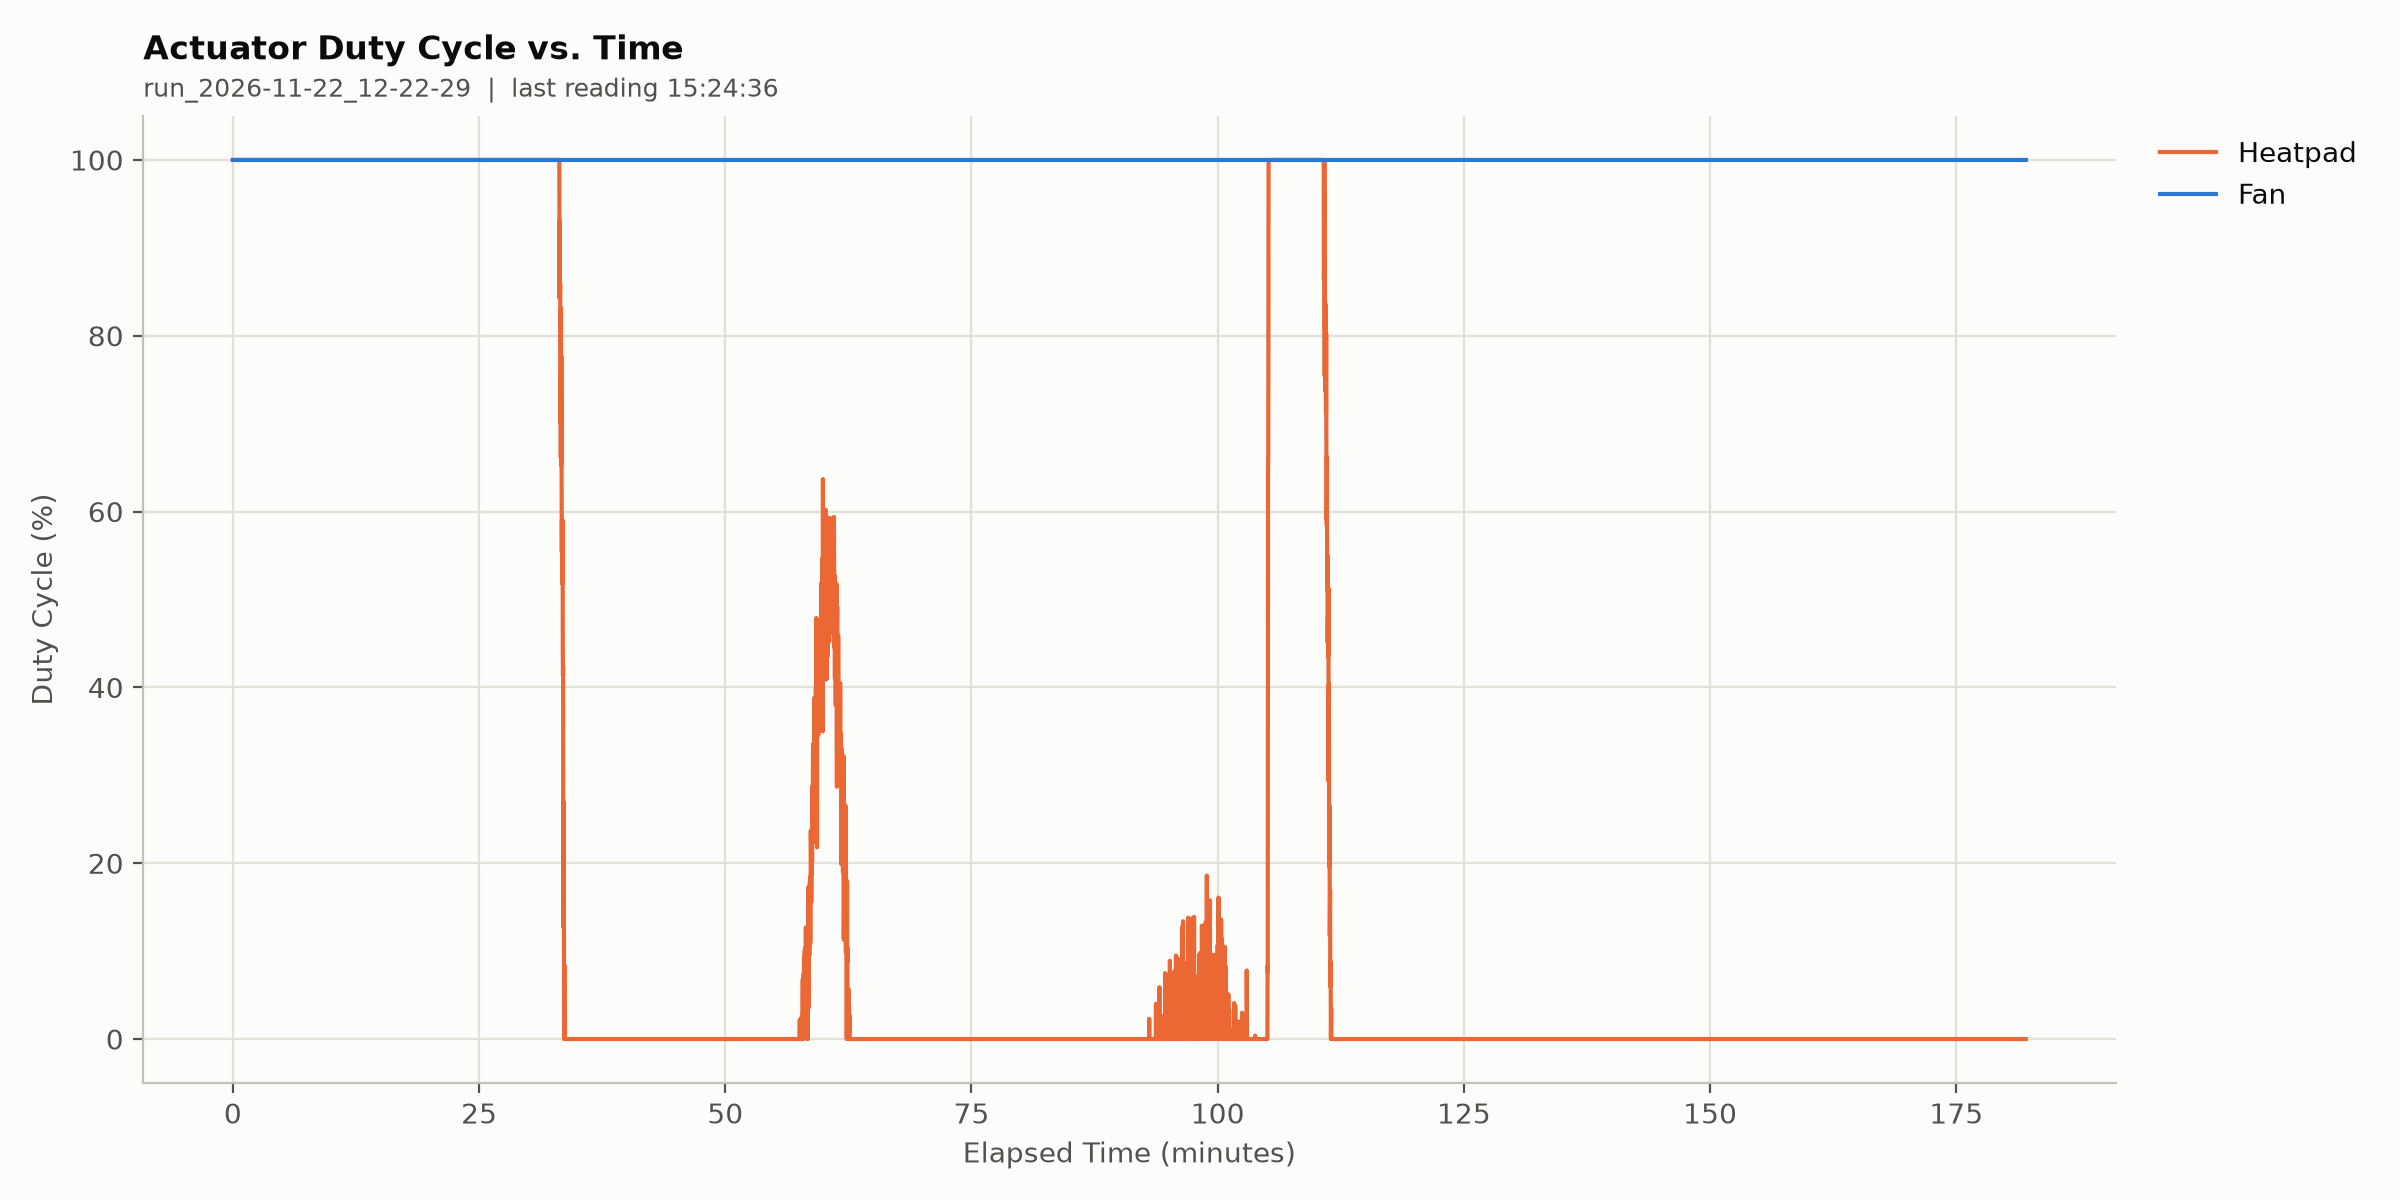 Actuator Duty Cycle vs. Time
run_2026-11-22_12-22-29 | last reading 15:24:36
Heatpad
Fan
Duty Cycle (%)
100
80
60
40
20
0
0 25 50 75 100 125 150 175
Elapsed Time (minutes)